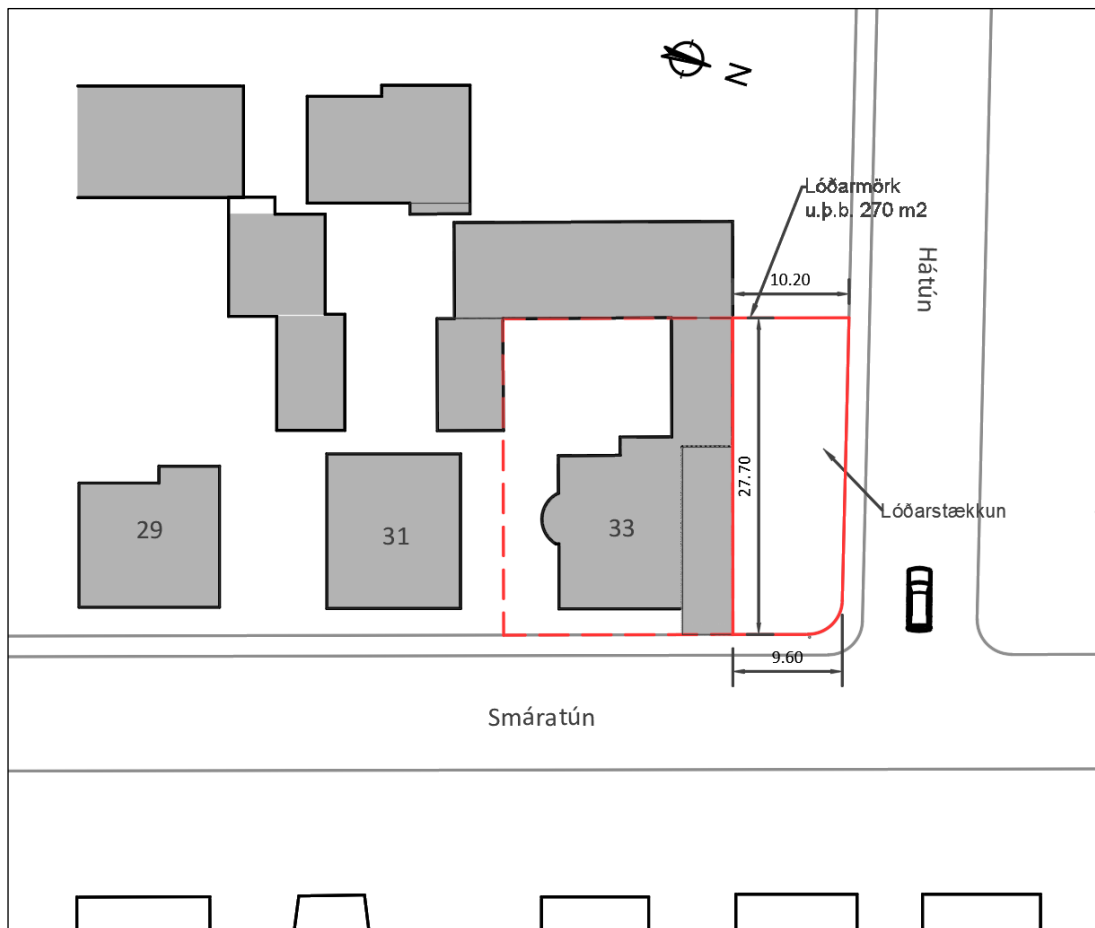 N
Lóðarmörk
u.þ.b. 270 m2
10.20
Hátún
27.70
Lóðarstækkun
29
31
33
9.60
Smáratún